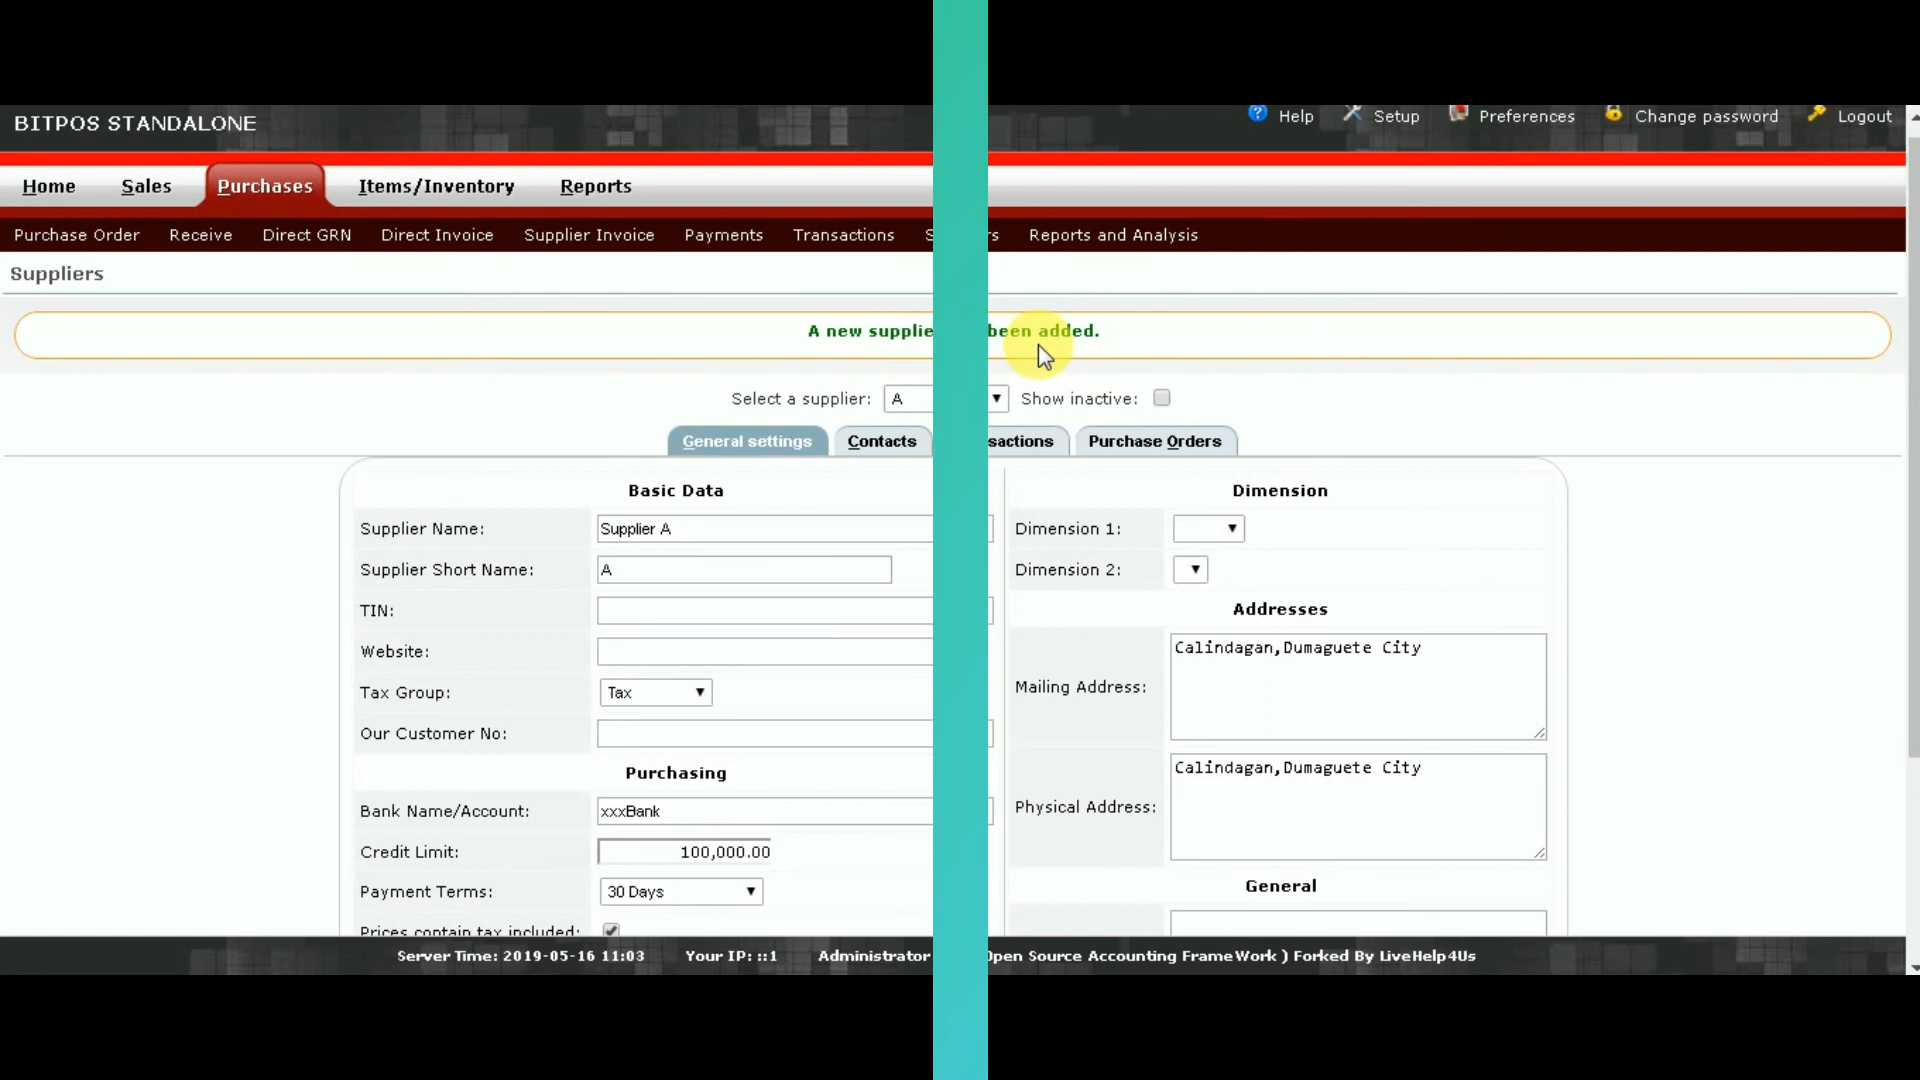 BITPOS STANDALONE
Help Setup Preferences Change password Logout
Home Sales Purchases Items/Inventory Reports
Purchase Order Receive Direct GRN Direct Invoice Supplier Invoice Payments Transactions Reports and Analysis
Suppliers
A new supplie been added.
Select a supplier: A Show inactive:
General settings Contacts sactions Purchase Orders
Basic Data
Supplier Name: Supplier A
Supplier Short Name: A
TIN:
Website:
Tax Group: Tax
Our Customer No:
Purchasing
Bank Name/Account: xxxBank
Credit Limit: 100,000.00
Payment Terms: 30 Days
Prices contain tax included:
Dimension
Dimension 1:
Dimension 2:
Addresses
Mailing Address: Calindagan,Dumaguete City
Physical Address: Calindagan,Dumaguete City
General
Server Time: 2019-05-16 11:03 Your IP: ::1 Administrator Open Source Accounting FrameWork ) Forked By LiveHelp4Us